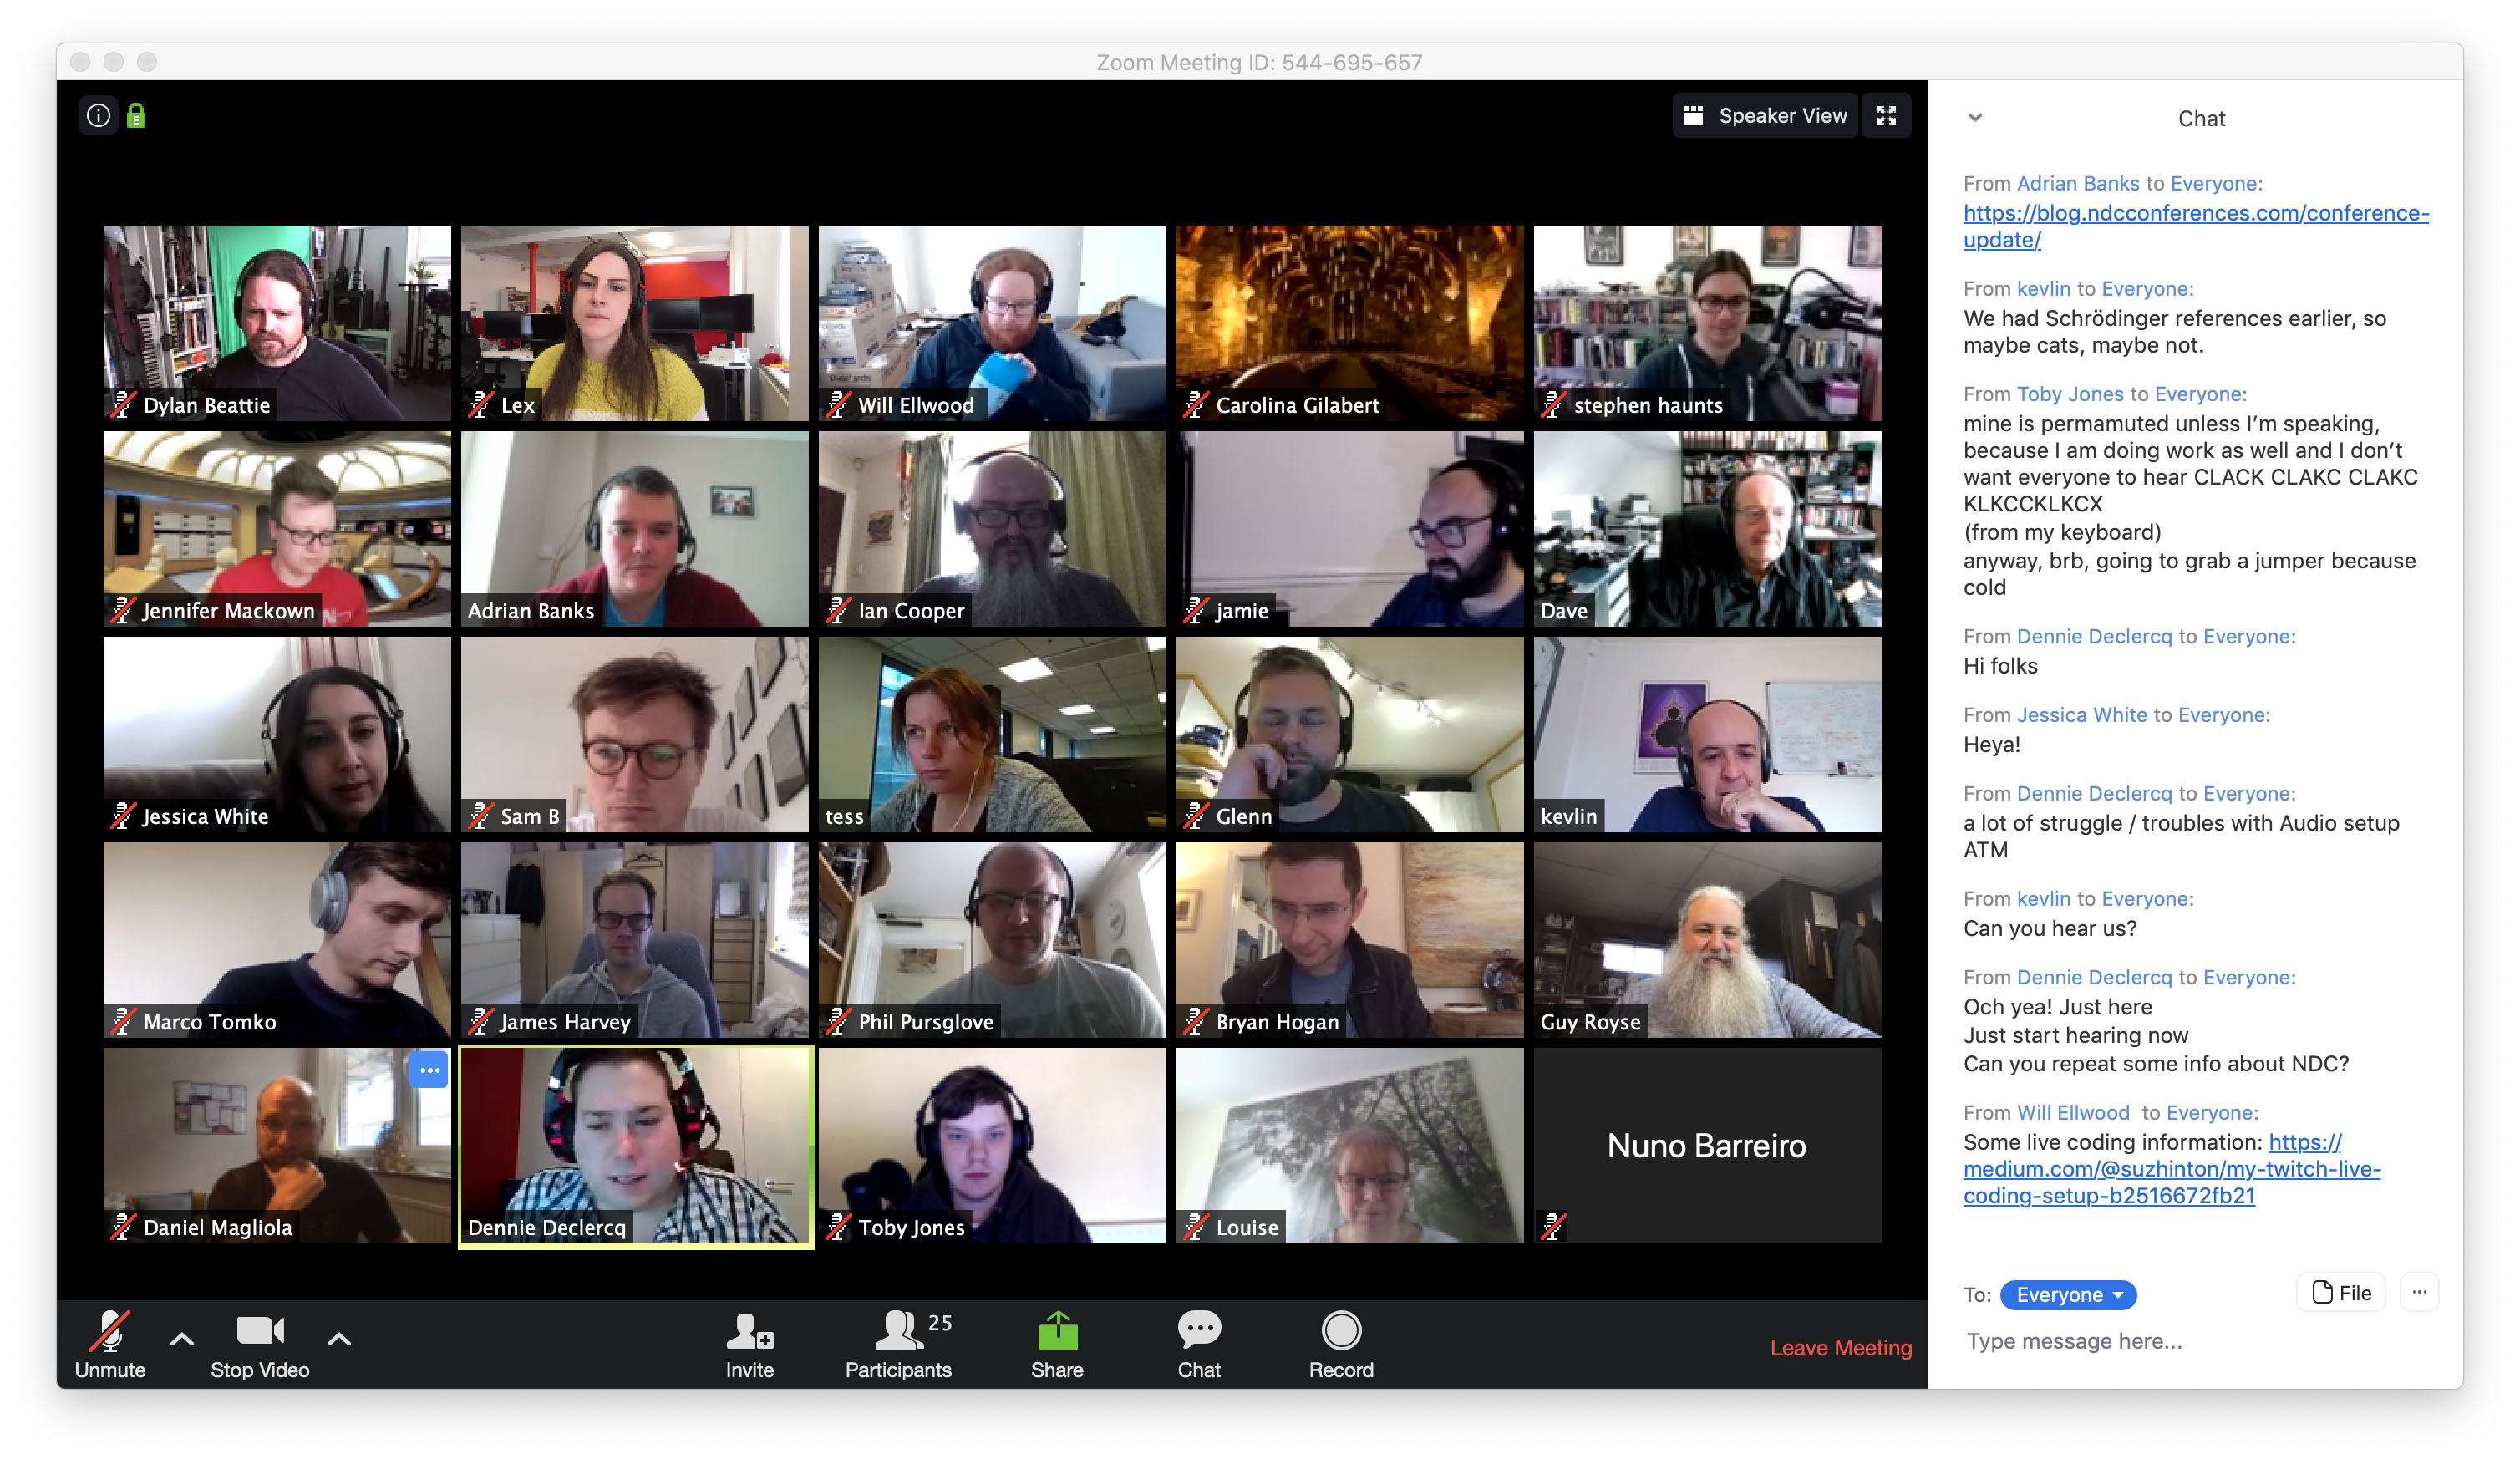 Zoom Meeting ID: 544-695-657
Speaker View
Dylan Beattie
Lex
Will Ellwood
Carolina Gilabert
stephen haunts
Jennifer Mackown
Adrian Banks
Ian Cooper
jamie
Dave
Jessica White
Sam B
tess
Glenn
kevlin
Marco Tomko
James Harvey
Phil Pursglove
Bryan Hogan
Guy Royse
Daniel Magliola
Dennie Declercq
Toby Jones
Louise
Nuno Barreiro
Unmute
Stop Video
Invite
25
Participants
Share
Chat
Record
Leave Meeting
Chat
From Adrian Banks to Everyone:
https://blog.ndcconferences.com/conference-
update/
From kevlin to Everyone:
We had Schrödinger references earlier, so
maybe cats, maybe not.
From Toby Jones to Everyone:
mine is permamuted unless I’m speaking,
because I am doing work as well and I don’t
want everyone to hear CLACK CLAKC CLAKC
KLKCCKLKCX
(from my keyboard)
anyway, brb, going to grab a jumper because
cold
From Dennie Declercq to Everyone:
Hi folks
From Jessica White to Everyone:
Heya!
From Dennie Declercq to Everyone:
a lot of struggle / troubles with Audio setup
ATM
From kevlin to Everyone:
Can you hear us?
From Dennie Declercq to Everyone:
Och yea! Just here
Just start hearing now
Can you repeat some info about NDC?
From Will Ellwood to Everyone:
Some live coding information: https://
medium.com/@suzhinton/my-twitch-live-
coding-setup-b2516672fb21
To: Everyone
File
Type message here...